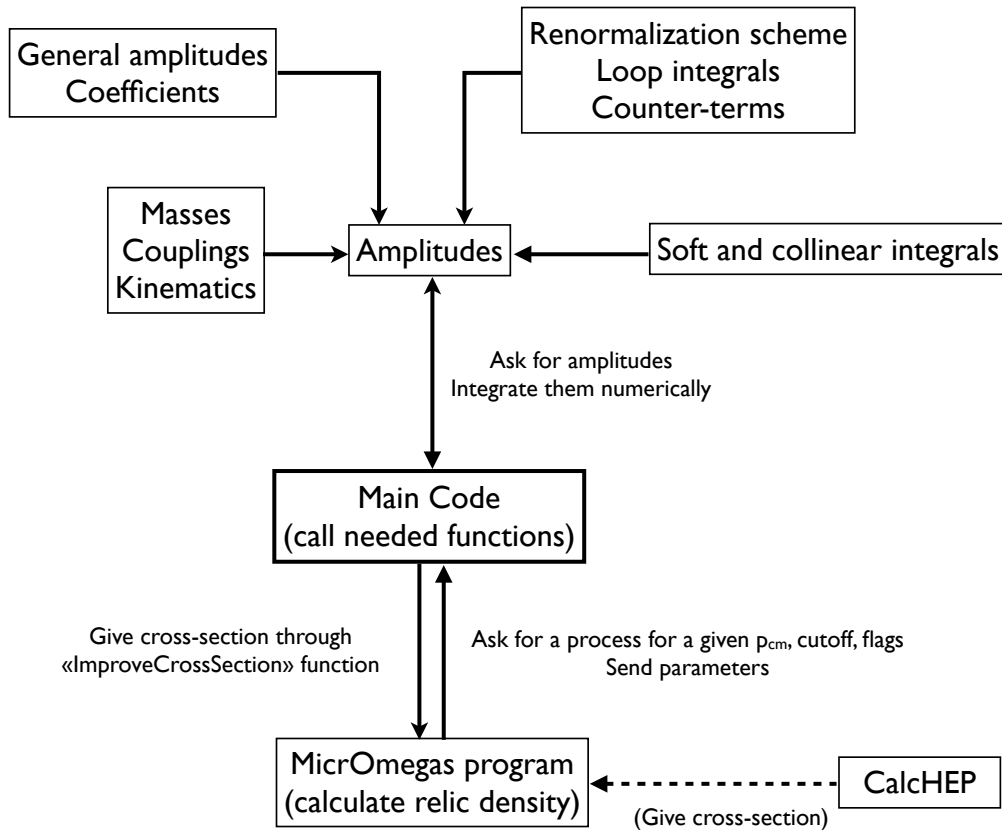 General amplitudes
Coefficients
Renormalization scheme
Loop integrals
Counter-terms
Masses
Couplings
Kinematics
Amplitudes
Soft and collinear integrals
Ask for amplitudes
Integrate them numerically
Main Code
(call needed functions)
Give cross-section through
«ImproveCrossSection» function
Ask for a process for a given pcm, cutoff, flags
Send parameters
MicrOmegas program
(calculate relic density)
CalcHEP
(Give cross-section)